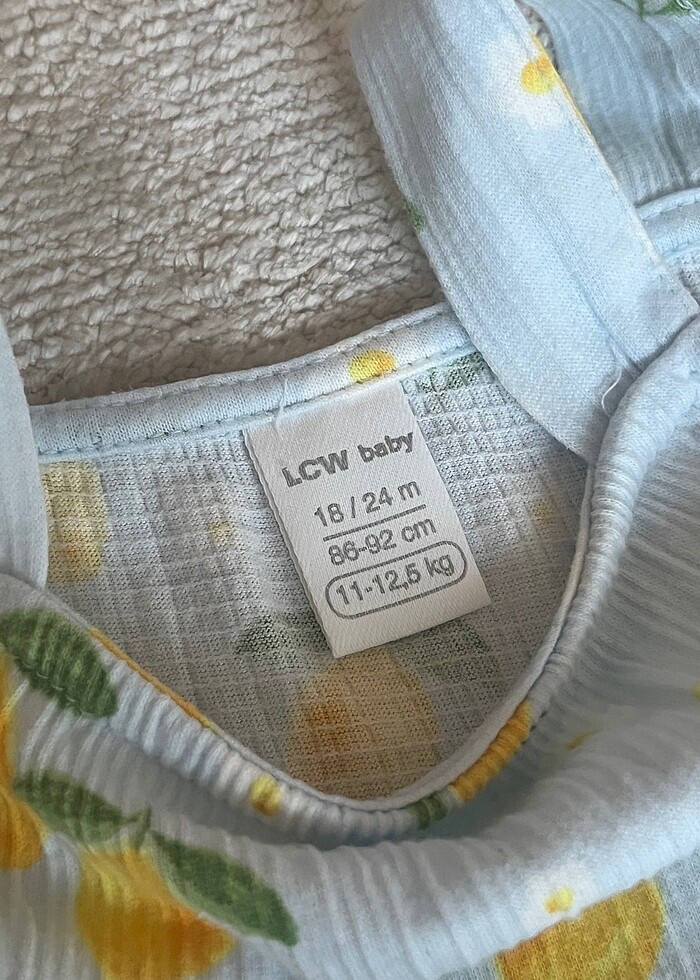 LCW baby
18 / 24 m
86-92 cm
11-12,5 kg